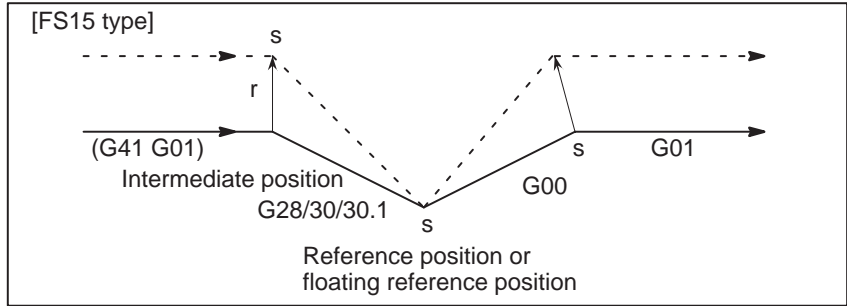 [FS15 type]
s
r
(G41 G01)
s
G01
Intermediate position
G00
G28/30/30.1
s
Reference position or
floating reference position